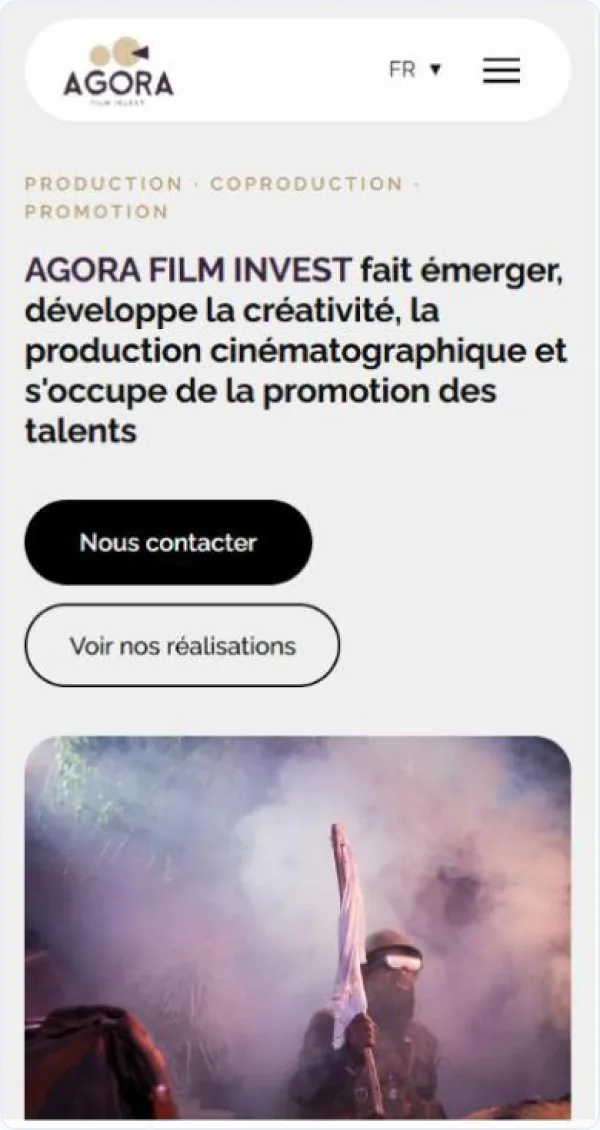 AGORA
FILM INVEST
FR ▼
PRODUCTION · COPRODUCTION ·
PROMOTION
AGORA FILM INVEST fait émerger,
développe la créativité, la
production cinématographique et
s'occupe de la promotion des
talents
Nous contacter
Voir nos réalisations